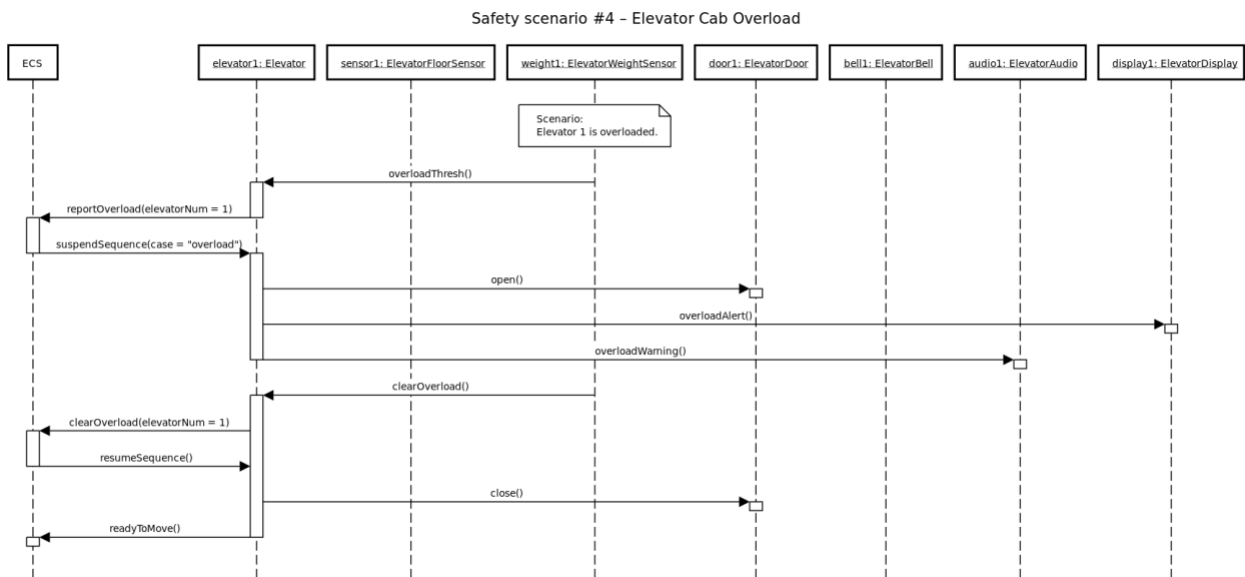 Safety scenario #4 – Elevator Cab Overload
ECS
elevator1: Elevator
sensor1: ElevatorFloorSensor
weight1: ElevatorWeightSensor
door1: ElevatorDoor
bell1: ElevatorBell
audio1: ElevatorAudio
display1: ElevatorDisplay
Scenario:
Elevator 1 is overloaded.
overloadThresh()
reportOverload(elevatorNum = 1)
suspendSequence(case = "overload")
open()
overloadAlert()
overloadWarning()
clearOverload()
clearOverload(elevatorNum = 1)
resumeSequence()
close()
readyToMove()